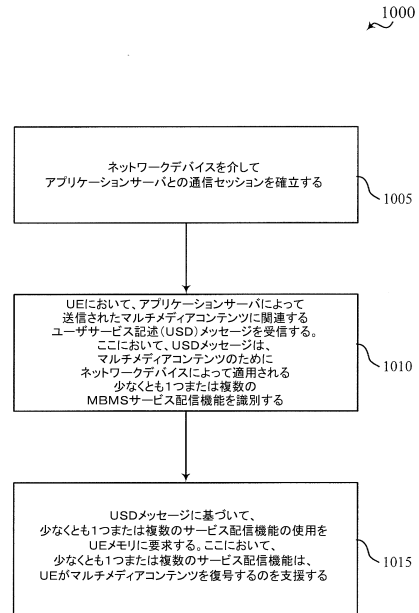 1000
ネットワークデバイスを介して
アプリケーションサーバとの通信セッションを確立する
1005
UEにおいて、アプリケーションサーバによって
送信されたマルチメディアコンテンツに関連する
ユーザサービス記述(USD)メッセージを受信する。
ここにおいて、USDメッセージは、
マルチメディアコンテンツのために
ネットワークデバイスによって適用される
少なくとも1つまたは複数の
MBMSサービス配信機能を識別する
1010
USDメッセージに基づいて、
少なくとも1つまたは複数のサービス配信機能の使用を
UEメモリに要求する。ここにおいて、
少なくとも1つまたは複数のサービス配信機能は、
UEがマルチメディアコンテンツを復号するのを支援する
1015